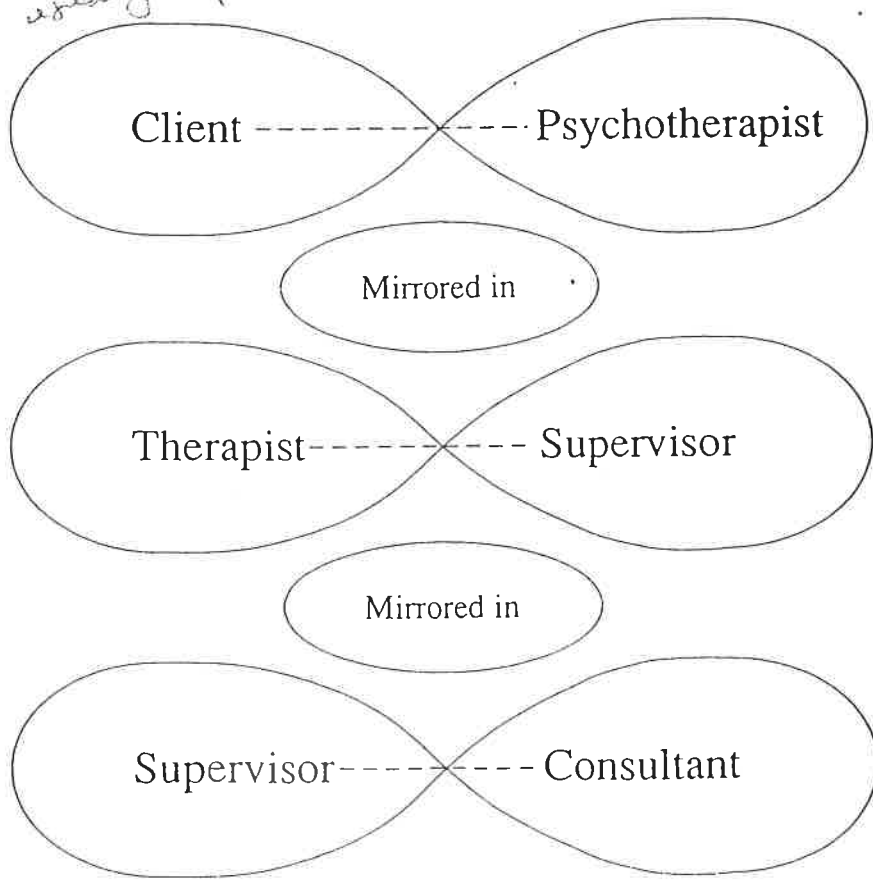 Client Psychotherapist
Mirrored in
Therapist Supervisor
Mirrored in
Supervisor Consultant